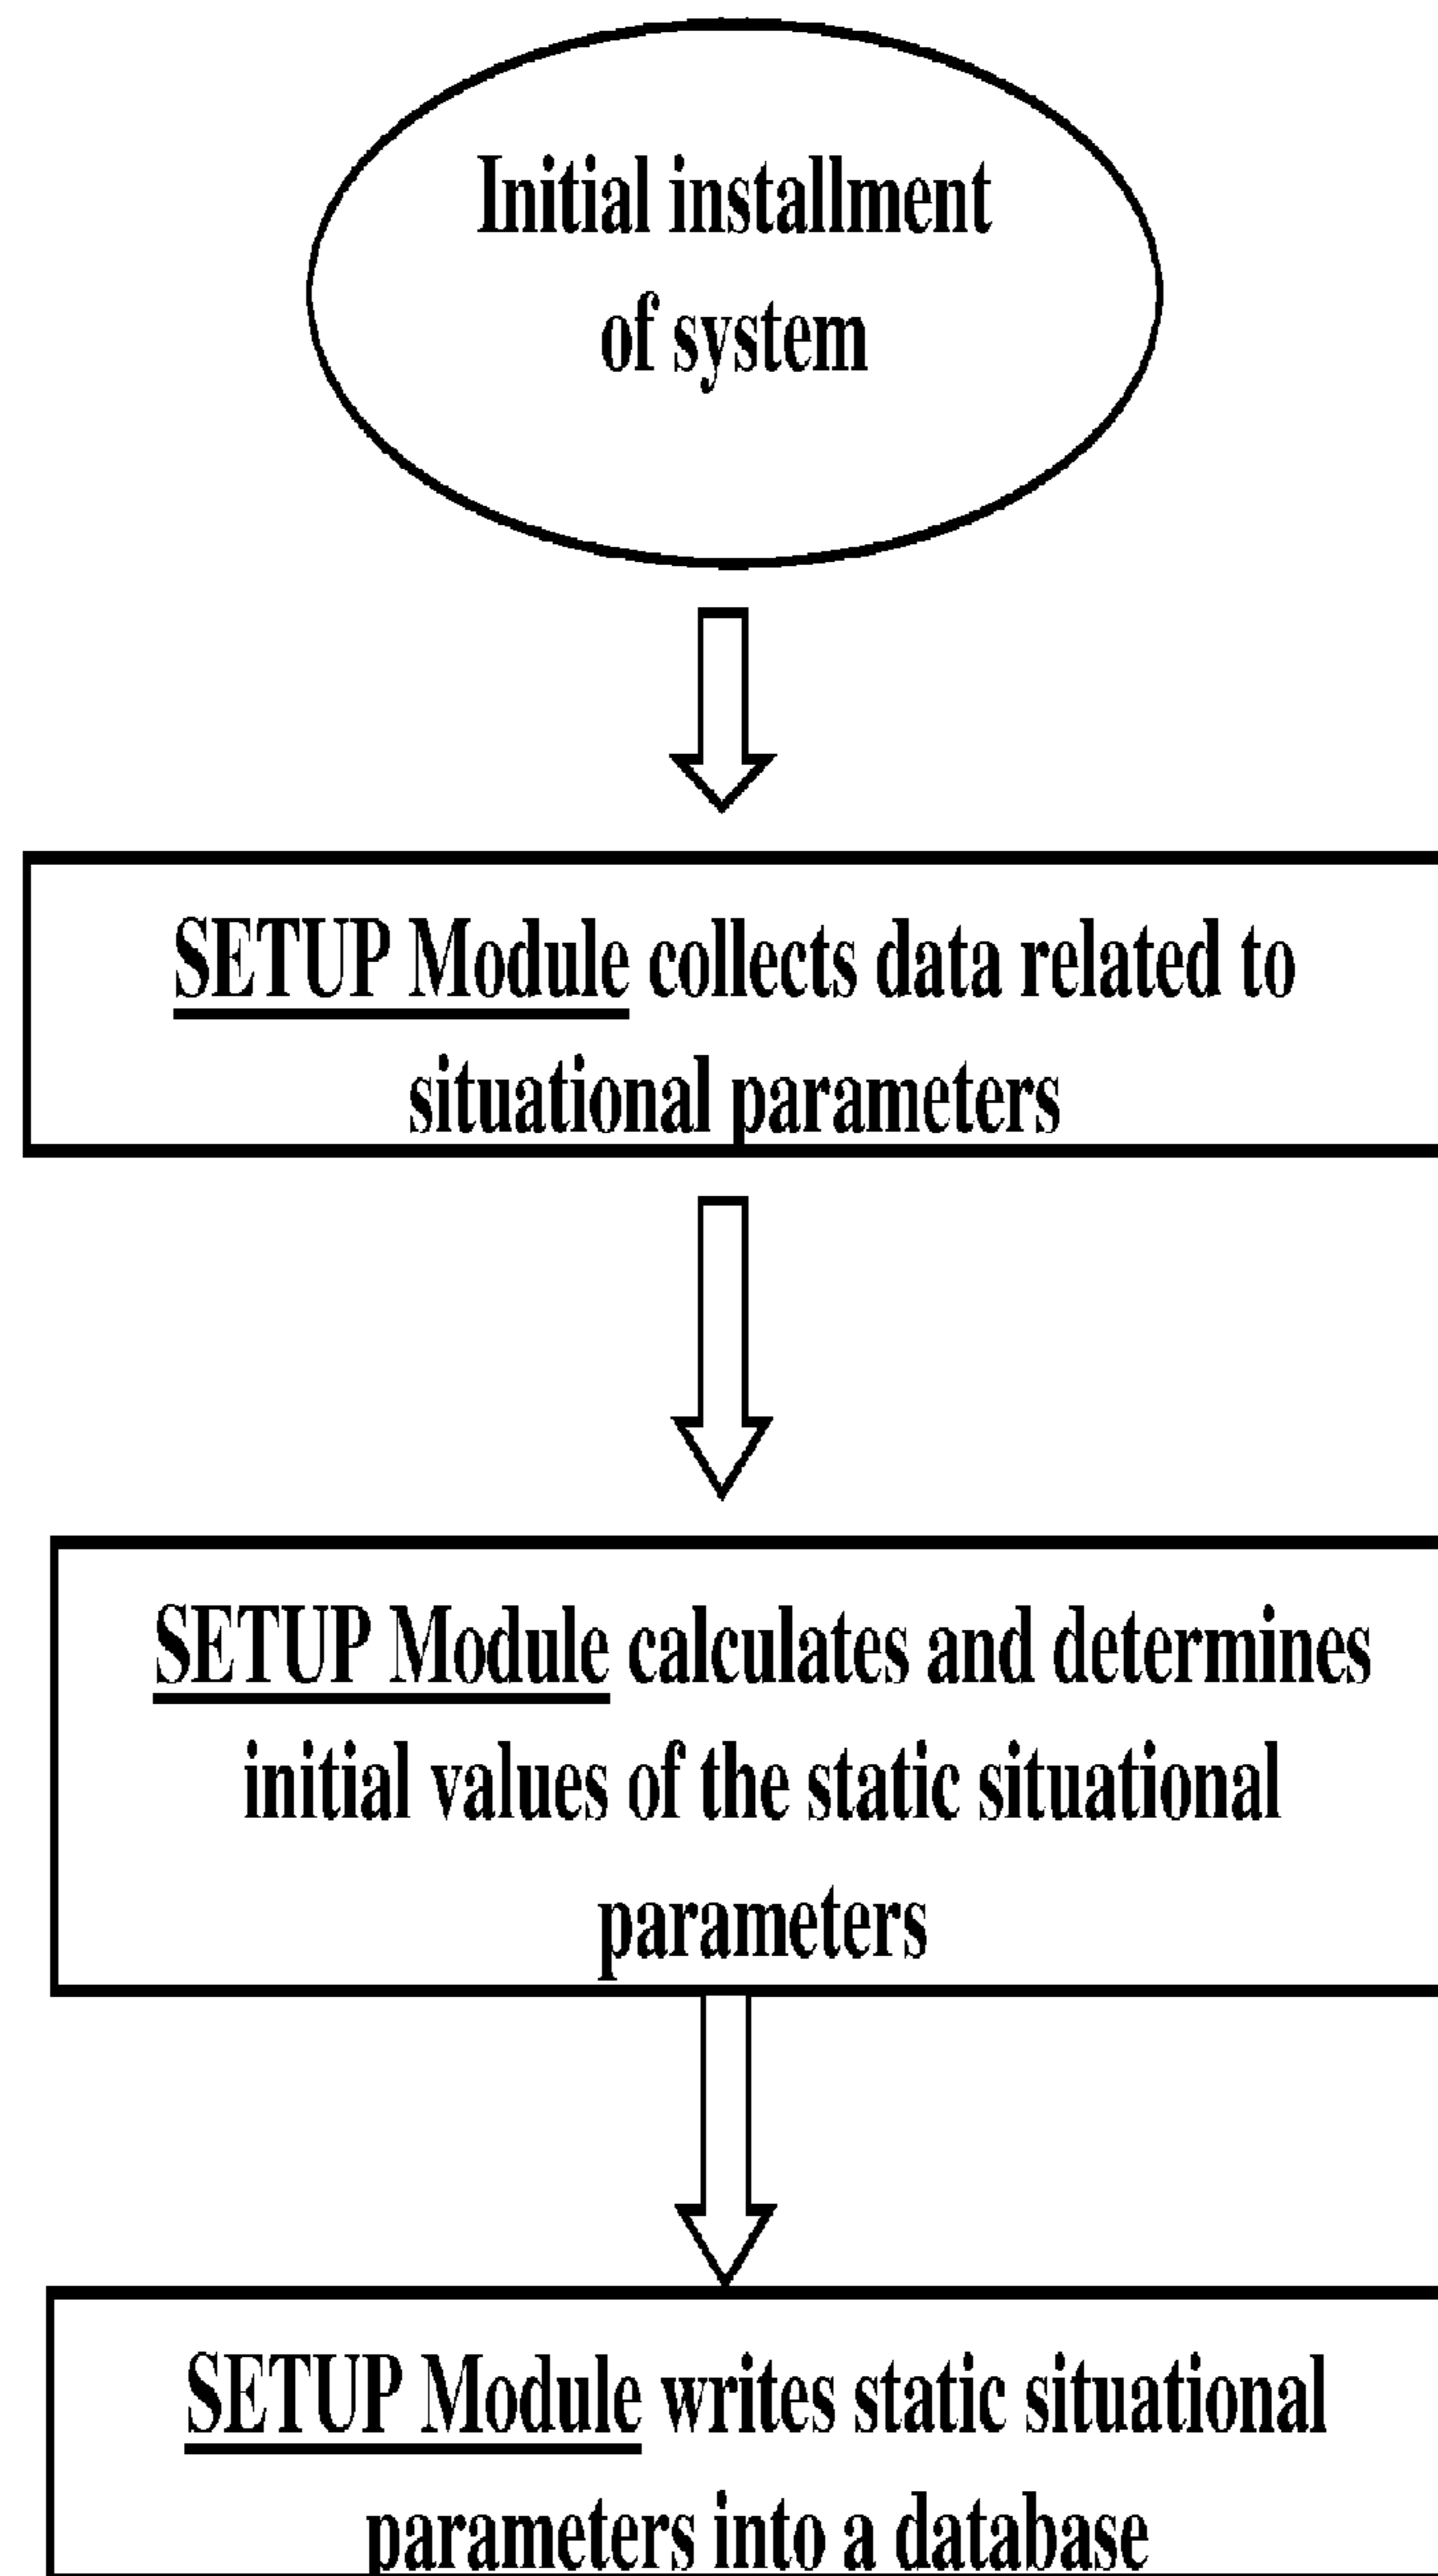 Initial installment
of system
SETUP Module collects data related to
situational parameters
SETUP Module calculates and determines
initial values of the static situational
parameters
SETUP Module writes static situational
parameters into a database